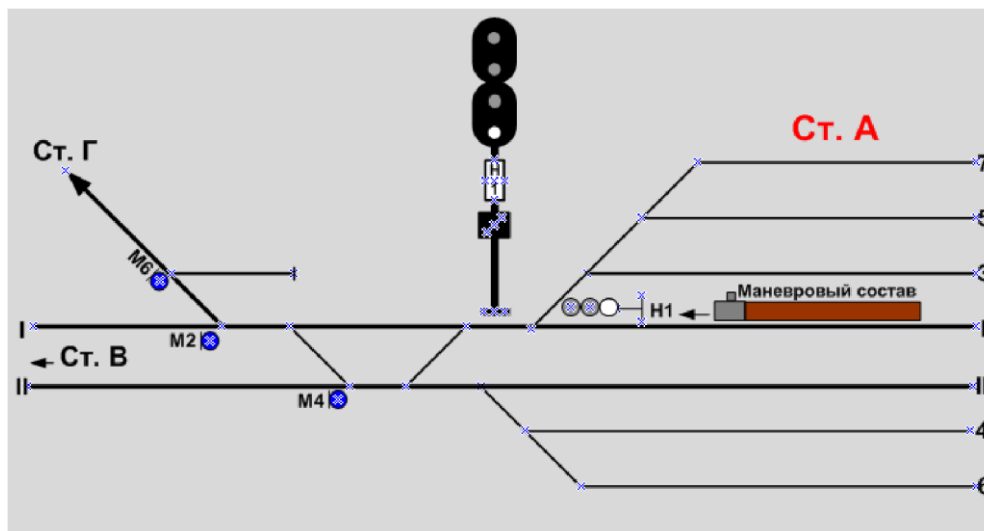 Ст. А
Ст. Г
7
Н
1
5
М6
3
Маневровый состав
Н1
I
I
М2
Ст. В
II
II
М4
4
6